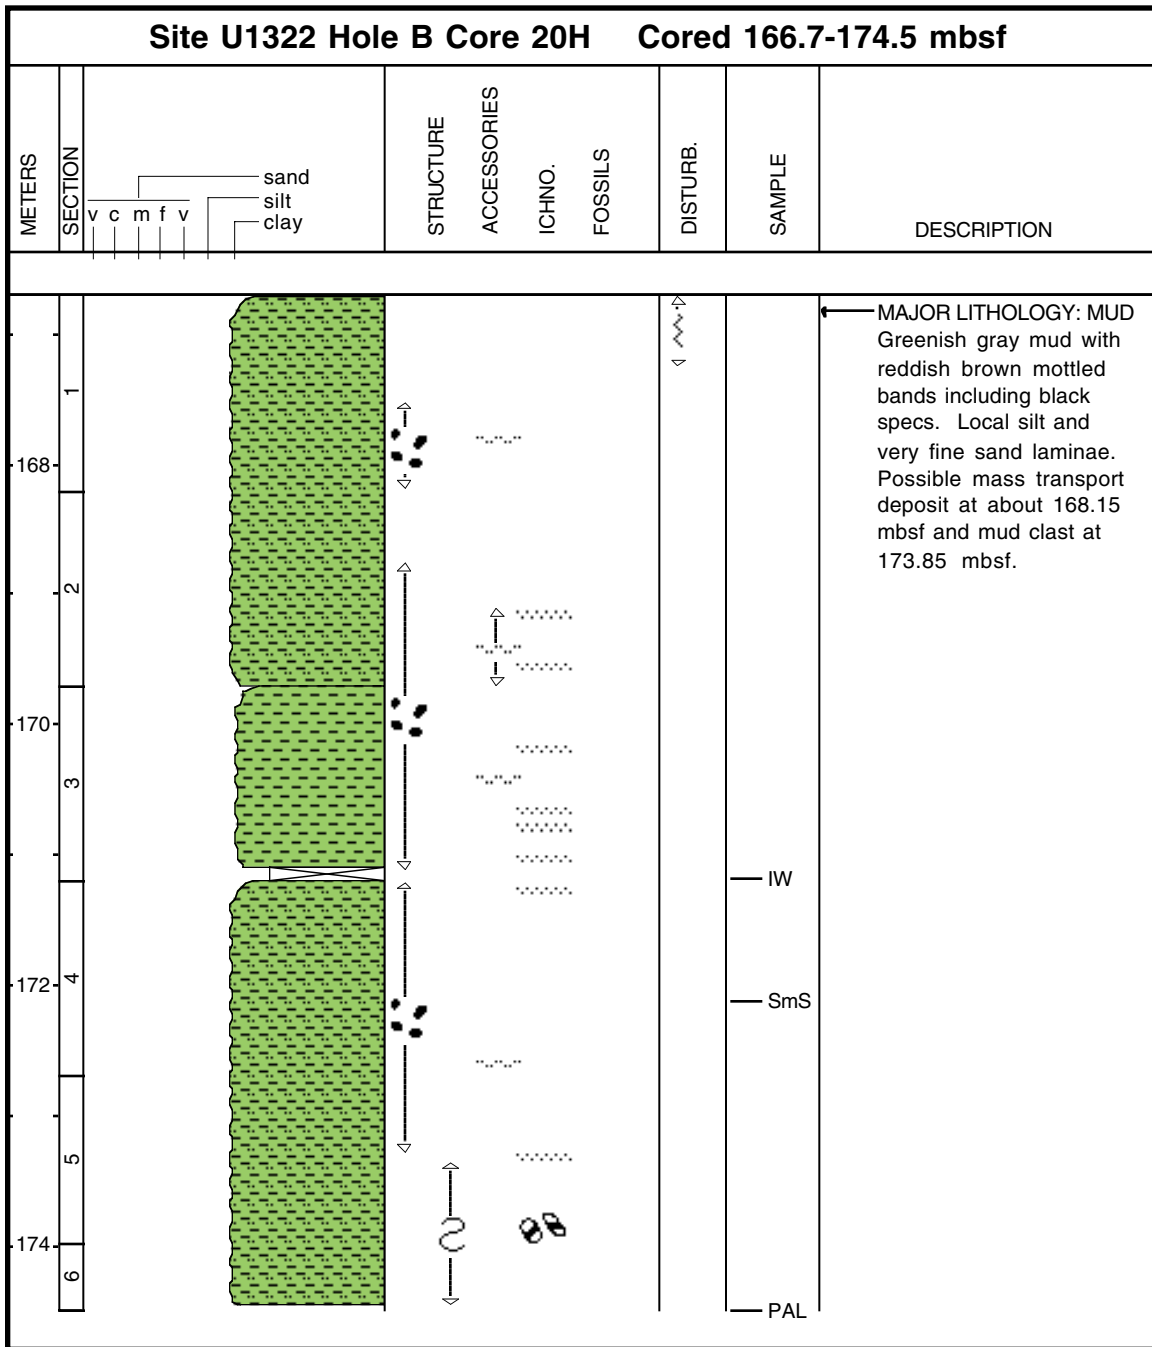 Site U1322 Hole B Core 20H Cored 166.7-174.5 mbsf
METERS
SECTION
v c m f v
sand
silt
clay
STRUCTURE
ACCESSORIES
ICHNO.
FOSSILS
DISTURB.
SAMPLE
DESCRIPTION
MAJOR LITHOLOGY: MUD
Greenish gray mud with
reddish brown mottled
bands including black
specs. Local silt and
very fine sand laminae.
Possible mass transport
deposit at about 168.15
mbsf and mud clast at
173.85 mbsf.
1
168
2
170
3
IW
4
172
SmS
5
174
6
PAL